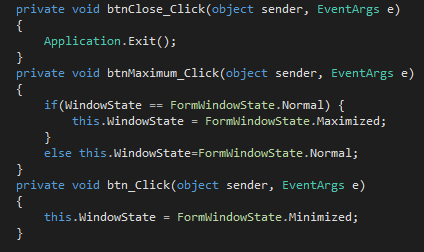 private void btnClose_Click(object sender, EventArgs e)
{
    Application.Exit();
}
private void btnMaximum_Click(object sender, EventArgs e)
{
    if(WindowState == FormWindowState.Normal) {
        this.WindowState = FormWindowState.Maximized;
    }
    else this.WindowState=FormWindowState.Normal;
}
private void btn_Click(object sender, EventArgs e)
{
    this.WindowState = FormWindowState.Minimized;
}